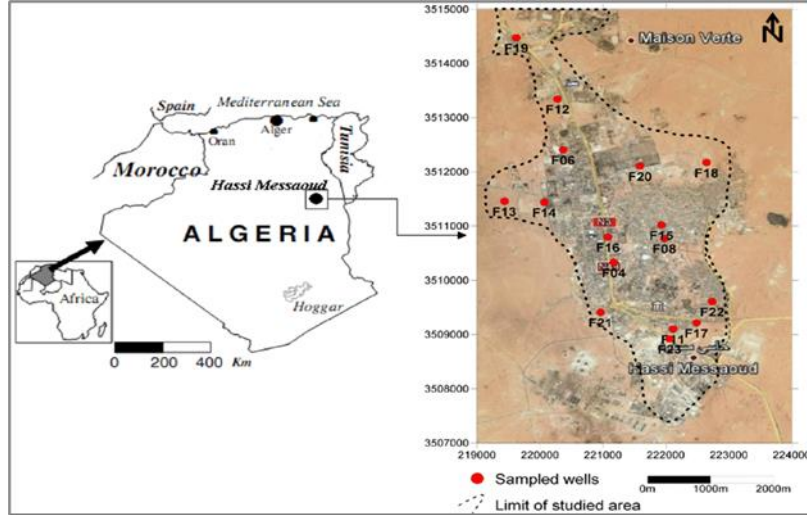 Spain
Mediterranean Sea
Oran
Alger
Tunisia
Morocco
Hassi Messaoud
ALGERIA
Hoggar
Africa
0 200 400 Km
3515000
3514000
3513000
3512000
3511000
3510000
3509000
3508000
3507000
219000 220000 221000 222000 223000 224000
N
Maison Verte
F19
F12
F06
F20
F18
F13
F14
F15
F16
F08
F04
F22
F21
F17
F11
F23
Hassi Messaoud
Sampled wells
0m 1000m 2000m
Limit of studied area